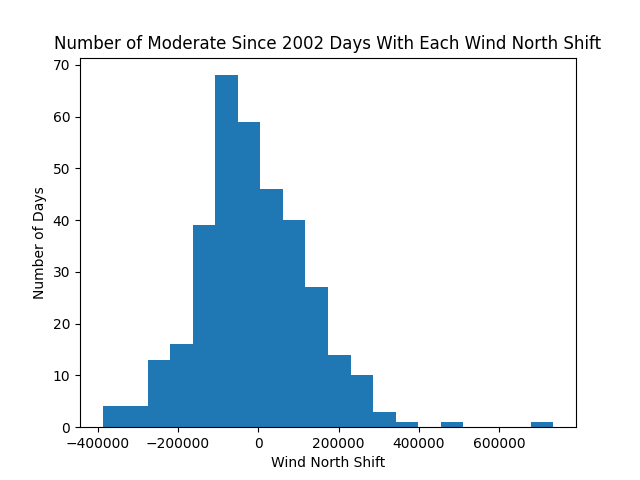 Number of Moderate Since 2002 Days With Each Wind North Shift
70
60
50
40
30
20
10
0
Number of Days
−400000 −200000 0 200000 400000 600000
Wind North Shift